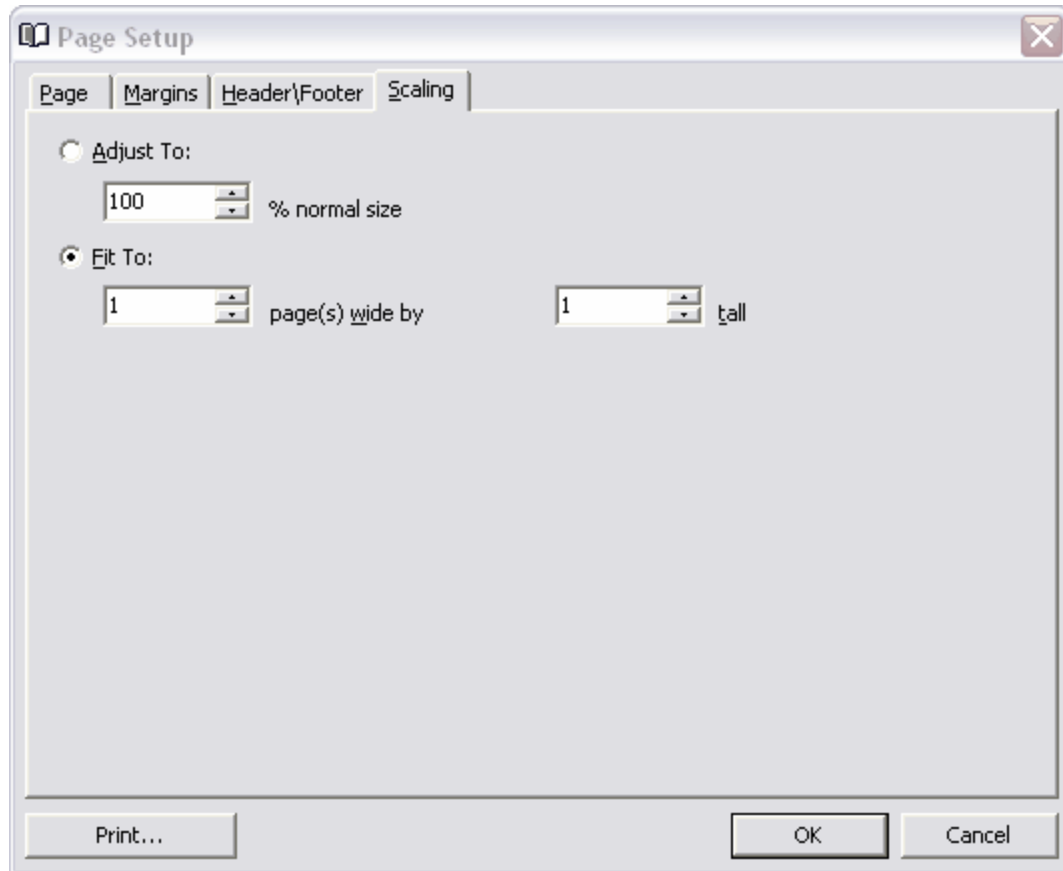 Page Setup
Page Margins Header\Footer Scaling
Adjust To:
100 % normal size
Fit To:
1 page(s) wide by 1 tall
Print... OK Cancel